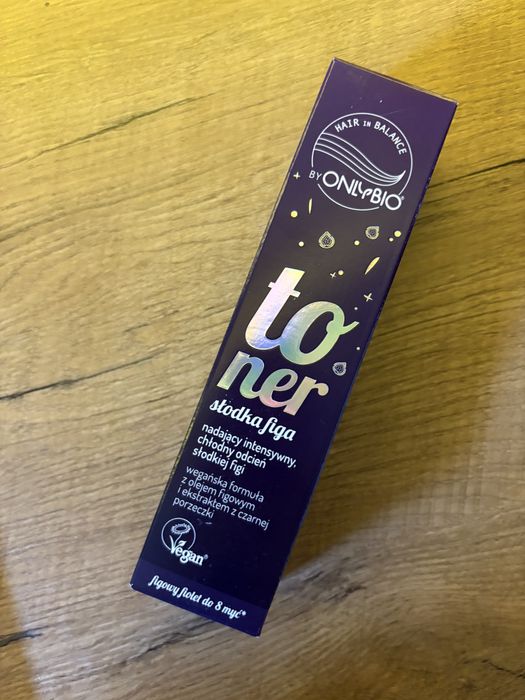 HAIR IN BALANCE
BY ONLYBIO®
to
ner
słodka figa
nadający intensywny,
chłodny odcień
słodkiej figi
wegańska formuła
z olejem figowym
i ekstraktem z czarnej
porzeczki
Vegan®
figowy fiolet do 8 myć*